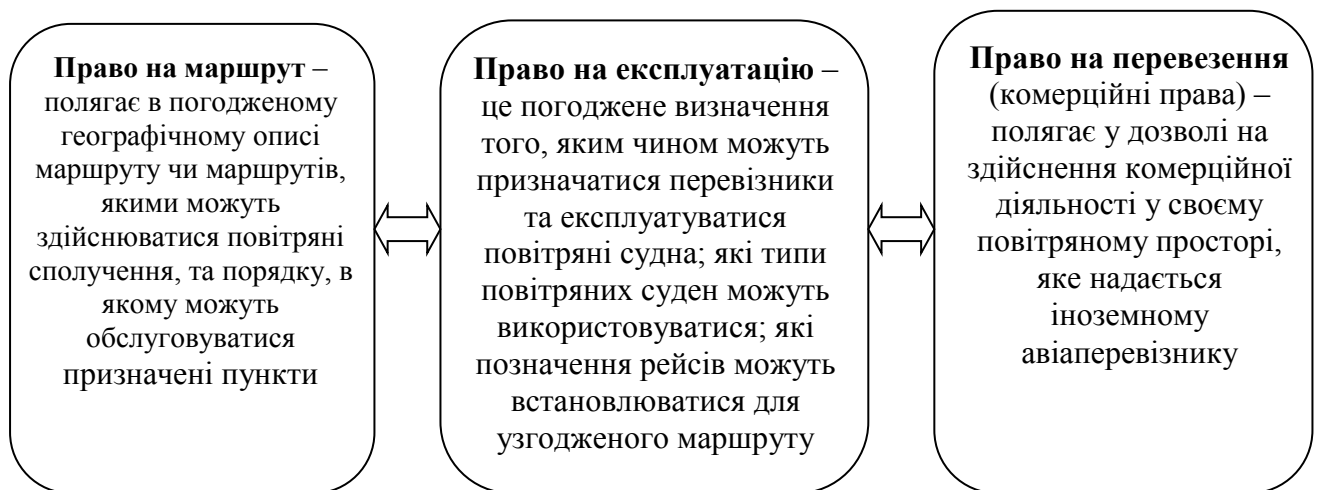 Право на маршрут –
полягає в погодженому
географічному описі
маршруту чи маршрутів,
якими можуть
здійснюватися повітряні
сполучення, та порядку, в
якому можуть
обслуговуватися
призначені пункти
Право на експлуатацію –
це погоджене визначення
того, яким чином можуть
призначатися перевізники
та експлуатуватися
повітряні судна; які типи
повітряних суден можуть
використовуватися; які
позначення рейсів можуть
встановлюватися для
узгодженого маршруту
Право на перевезення
(комерційні права) –
полягає у дозволі на
здійснення комерційної
діяльності у своєму
повітряному просторі,
яке надається
іноземному
авіаперевізнику